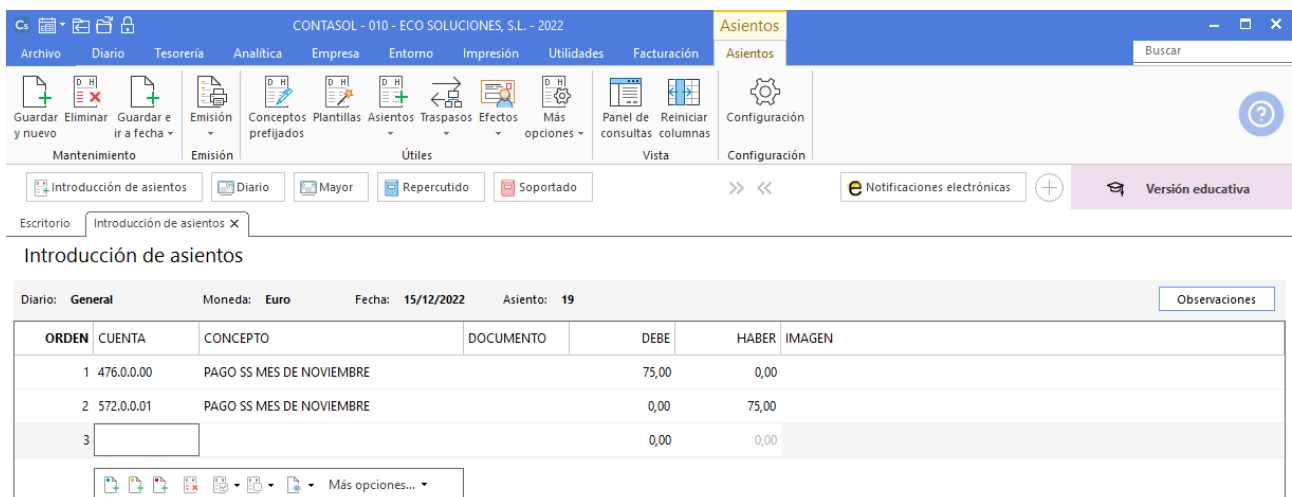 Cs CONTASOL - 010 - ECO SOLUCIONES, S.L. - 2022 Asientos
Archivo Diario Tesorería Analítica Empresa Entorno Impresión Utilidades Facturación Asientos Buscar
Guardar y nuevo
Eliminar
Guardar e ir a fecha
Emisión
Conceptos prefijados
Plantillas
Asientos
Traspasos
Efectos
Más opciones
Panel de consultas
Reiniciar columnas
Configuración
Mantenimiento Emisión Útiles Vista Configuración
Introducción de asientos Diario Mayor Repercutido Soportado Notificaciones electrónicas Versión educativa
Escritorio Introducción de asientos X
Introducción de asientos
Diario: General Moneda: Euro Fecha: 15/12/2022 Asiento: 19 Observaciones
ORDEN CUENTA CONCEPTO DOCUMENTO DEBE HABER IMAGEN
1 476.0.0.00 PAGO SS MES DE NOVIEMBRE 75,00 0,00
2 572.0.0.01 PAGO SS MES DE NOVIEMBRE 0,00 75,00
3 0,00 0,00
Más opciones...